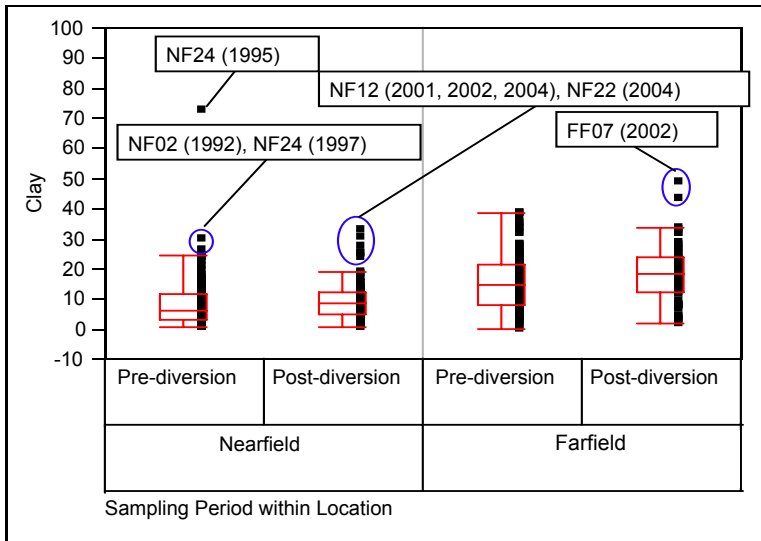 100
90
80
70
60
50
40
30
20
10
0
-10
Clay
NF24 (1995)
NF12 (2001, 2002, 2004), NF22 (2004)
NF02 (1992), NF24 (1997)
FF07 (2002)
Pre-diversion
Post-diversion
Pre-diversion
Post-diversion
Nearfield
Farfield
Sampling Period within Location